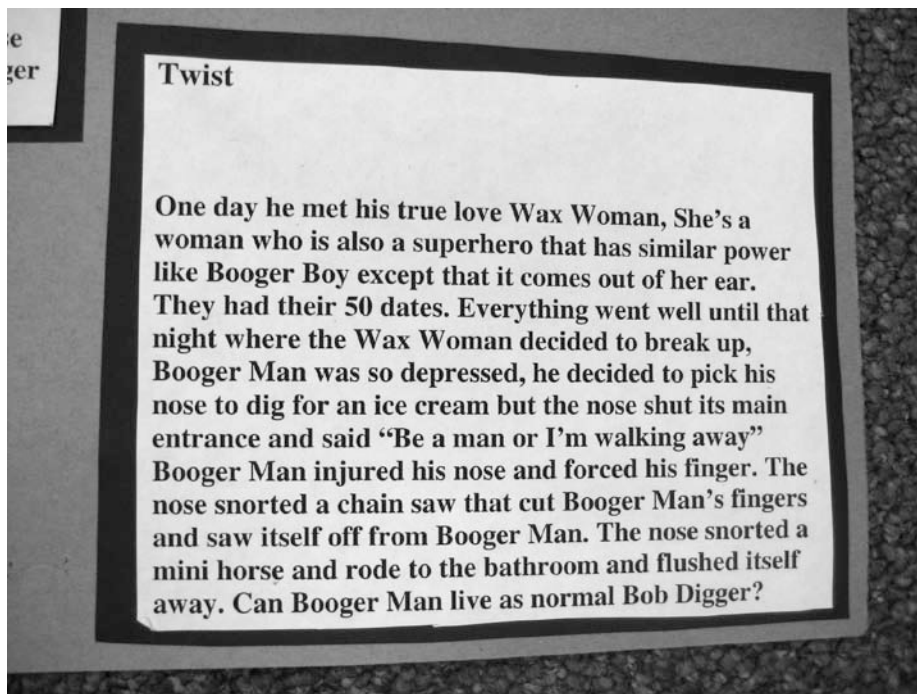 Twist
One day he met his true love Wax Woman, She's a
woman who is also a superhero that has similar power
like Booger Boy except that it comes out of her ear.
They had their 50 dates. Everything went well until that
night where the Wax Woman decided to break up,
Booger Man was so depressed, he decided to pick his
nose to dig for an ice cream but the nose shut its main
entrance and said “Be a man or I'm walking away”
Booger Man injured his nose and forced his finger. The
nose snorted a chain saw that cut Booger Man's fingers
and saw itself off from Booger Man. The nose snorted a
mini horse and rode to the bathroom and flushed itself
away. Can Booger Man live as normal Bob Digger?